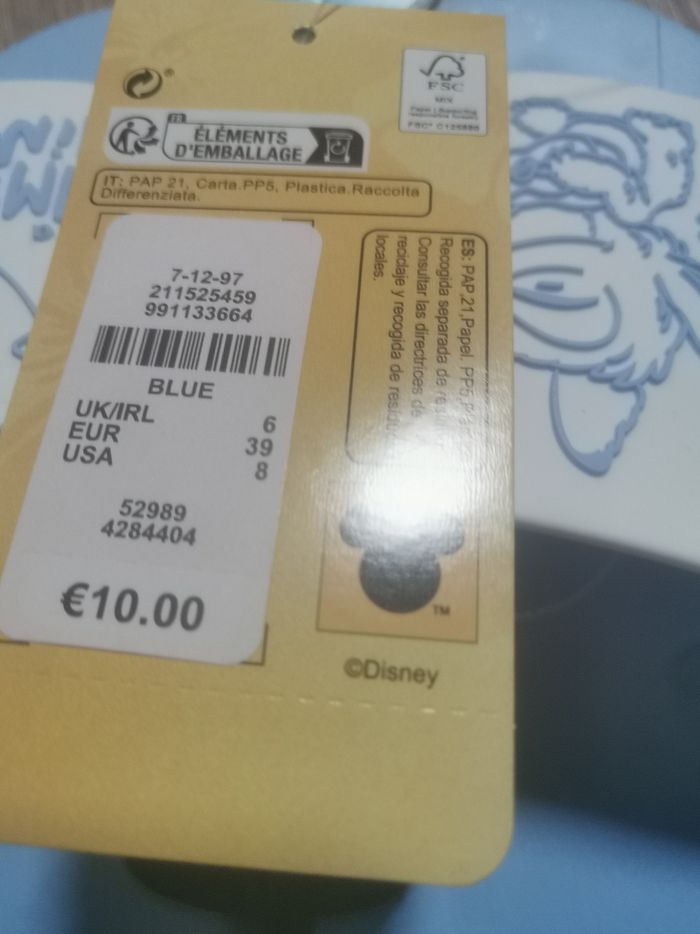 FSC
MIX
FSC® C125880
FR
ÉLÉMENTS
D'EMBALLAGE
IT: PAP 21, Carta.PP5, Plastica.Raccolta
Differenziata.
7-12-97
211525459
991133664
BLUE
UK/IRL 6
EUR 39
USA 8
52989
4284404
€10.00
ES: PAP,21,Papel. PP5,
Recogida separada de
Consultar las directrices de
reciclaje y recogida de
locales.
TM
©Disney